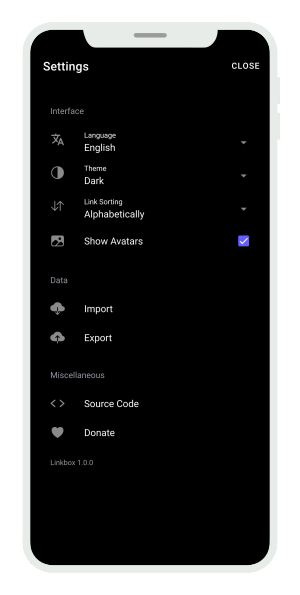 Settings
CLOSE
Interface
Language
English
Theme
Dark
Link Sorting
Alphabetically
Show Avatars
Data
Import
Export
Miscellaneous
Source Code
Donate
Linkbox 1.0.0